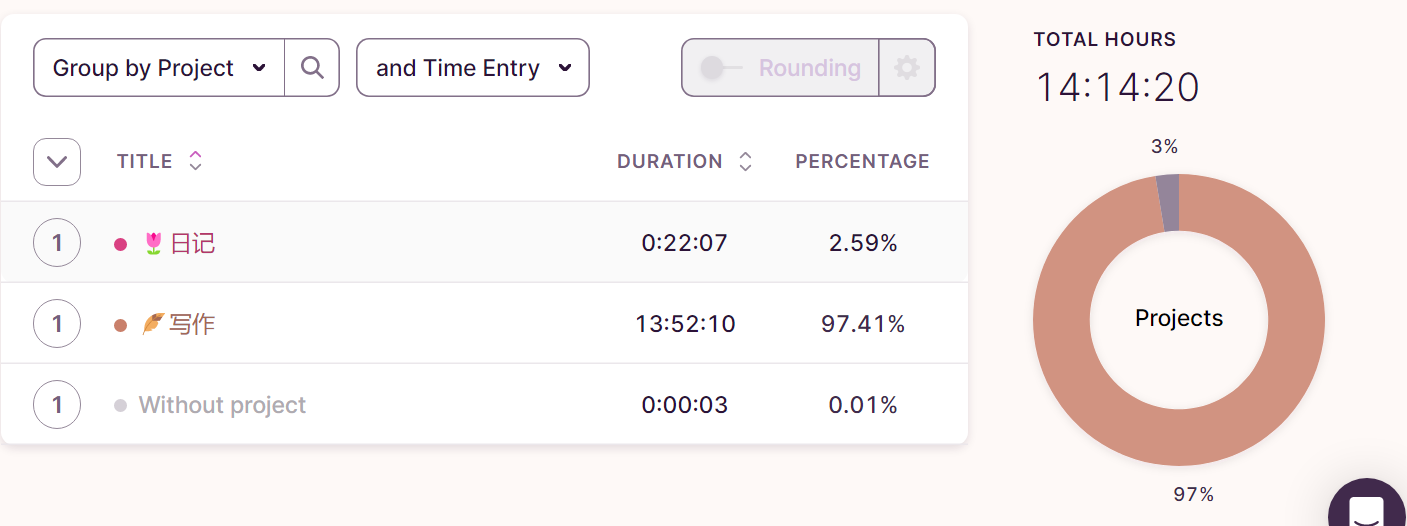 Group by Project
and Time Entry
Rounding
TITLE
DURATION
PERCENTAGE
1 🌷日记 0:22:07 2.59%
1 🍂写作 13:52:10 97.41%
1 Without project 0:00:03 0.01%
TOTAL HOURS
14:14:20
3%
Projects
97%